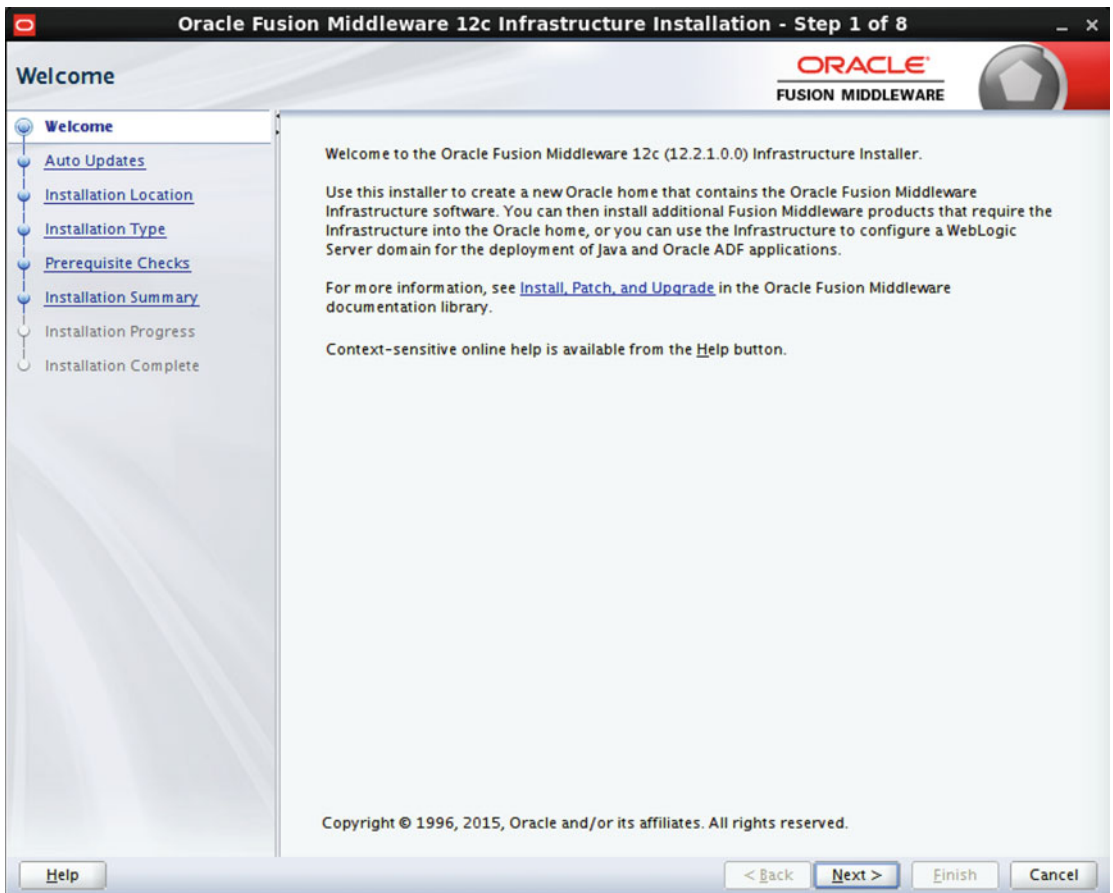 Oracle Fusion Middleware 12c Infrastructure Installation - Step 1 of 8
Welcome
ORACLE
FUSION MIDDLEWARE
Welcome
Auto Updates
Installation Location
Installation Type
Prerequisite Checks
Installation Summary
Installation Progress
Installation Complete
Welcome to the Oracle Fusion Middleware 12c (12.2.1.0.0) Infrastructure Installer.
Use this installer to create a new Oracle home that contains the Oracle Fusion Middleware
Infrastructure software. You can then install additional Fusion Middleware products that require the
Infrastructure into the Oracle home, or you can use the Infrastructure to configure a WebLogic
Server domain for the deployment of Java and Oracle ADF applications.
For more information, see Install, Patch, and Upgrade in the Oracle Fusion Middleware
documentation library.
Context-sensitive online help is available from the Help button.
Copyright © 1996, 2015, Oracle and/or its affiliates. All rights reserved.
Help
< Back
Next >
Finish
Cancel